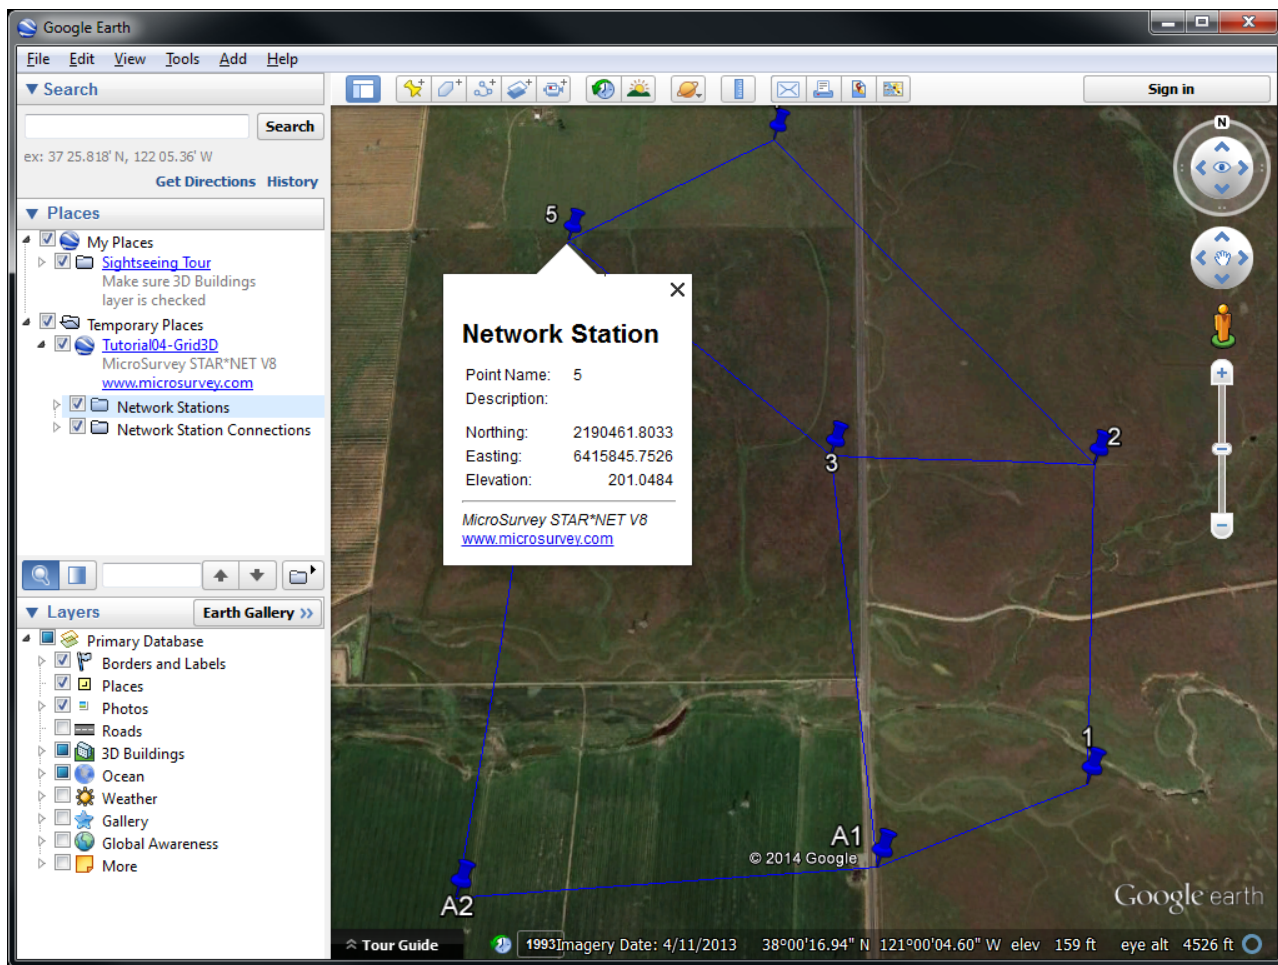 Google Earth
File Edit View Tools Add Help
Search
Sign in
Search
ex: 37 25.818' N, 122 05.36' W
Get Directions History
Places
My Places
Sightseeing Tour
Make sure 3D Buildings
layer is checked
Temporary Places
Tutorial04-Grid3D
MicroSurvey STAR*NET V8
www.microsurvey.com
Network Stations
Network Station Connections
Layers
Earth Gallery >>
Primary Database
Borders and Labels
Places
Photos
Roads
3D Buildings
Ocean
Weather
Gallery
Global Awareness
More
N
5
Network Station
Point Name: 5
Description:
Northing: 2190461.8033
Easting: 6415845.7526
Elevation: 201.0484
MicroSurvey STAR*NET V8
www.microsurvey.com
2
3
1
A1
© 2014 Google
A2
Google earth
Tour Guide
1993
Imagery Date: 4/11/2013 38°00'16.94" N 121°00'04.60" W elev 159 ft eye alt 4526 ft